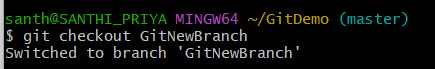 santh@SANTHI_PRIYA MINGW64 ~/GitDemo (master)
$ git checkout GitNewBranch
Switched to branch 'GitNewBranch'